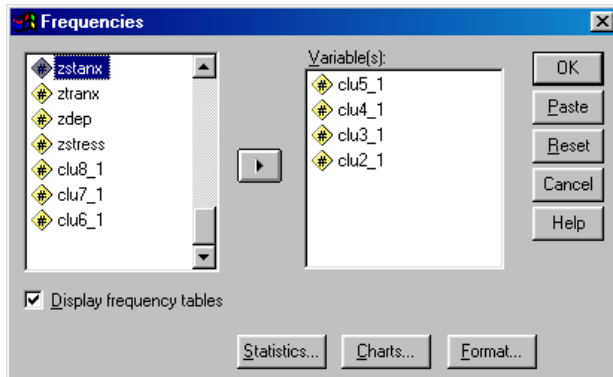 Frequencies
zstanx
ztranx
zdep
zstress
clu8_1
clu7_1
clu6_1
Variable(s):
clu5_1
clu4_1
clu3_1
clu2_1
OK
Paste
Reset
Cancel
Help
Display frequency tables
Statistics...
Charts...
Format...